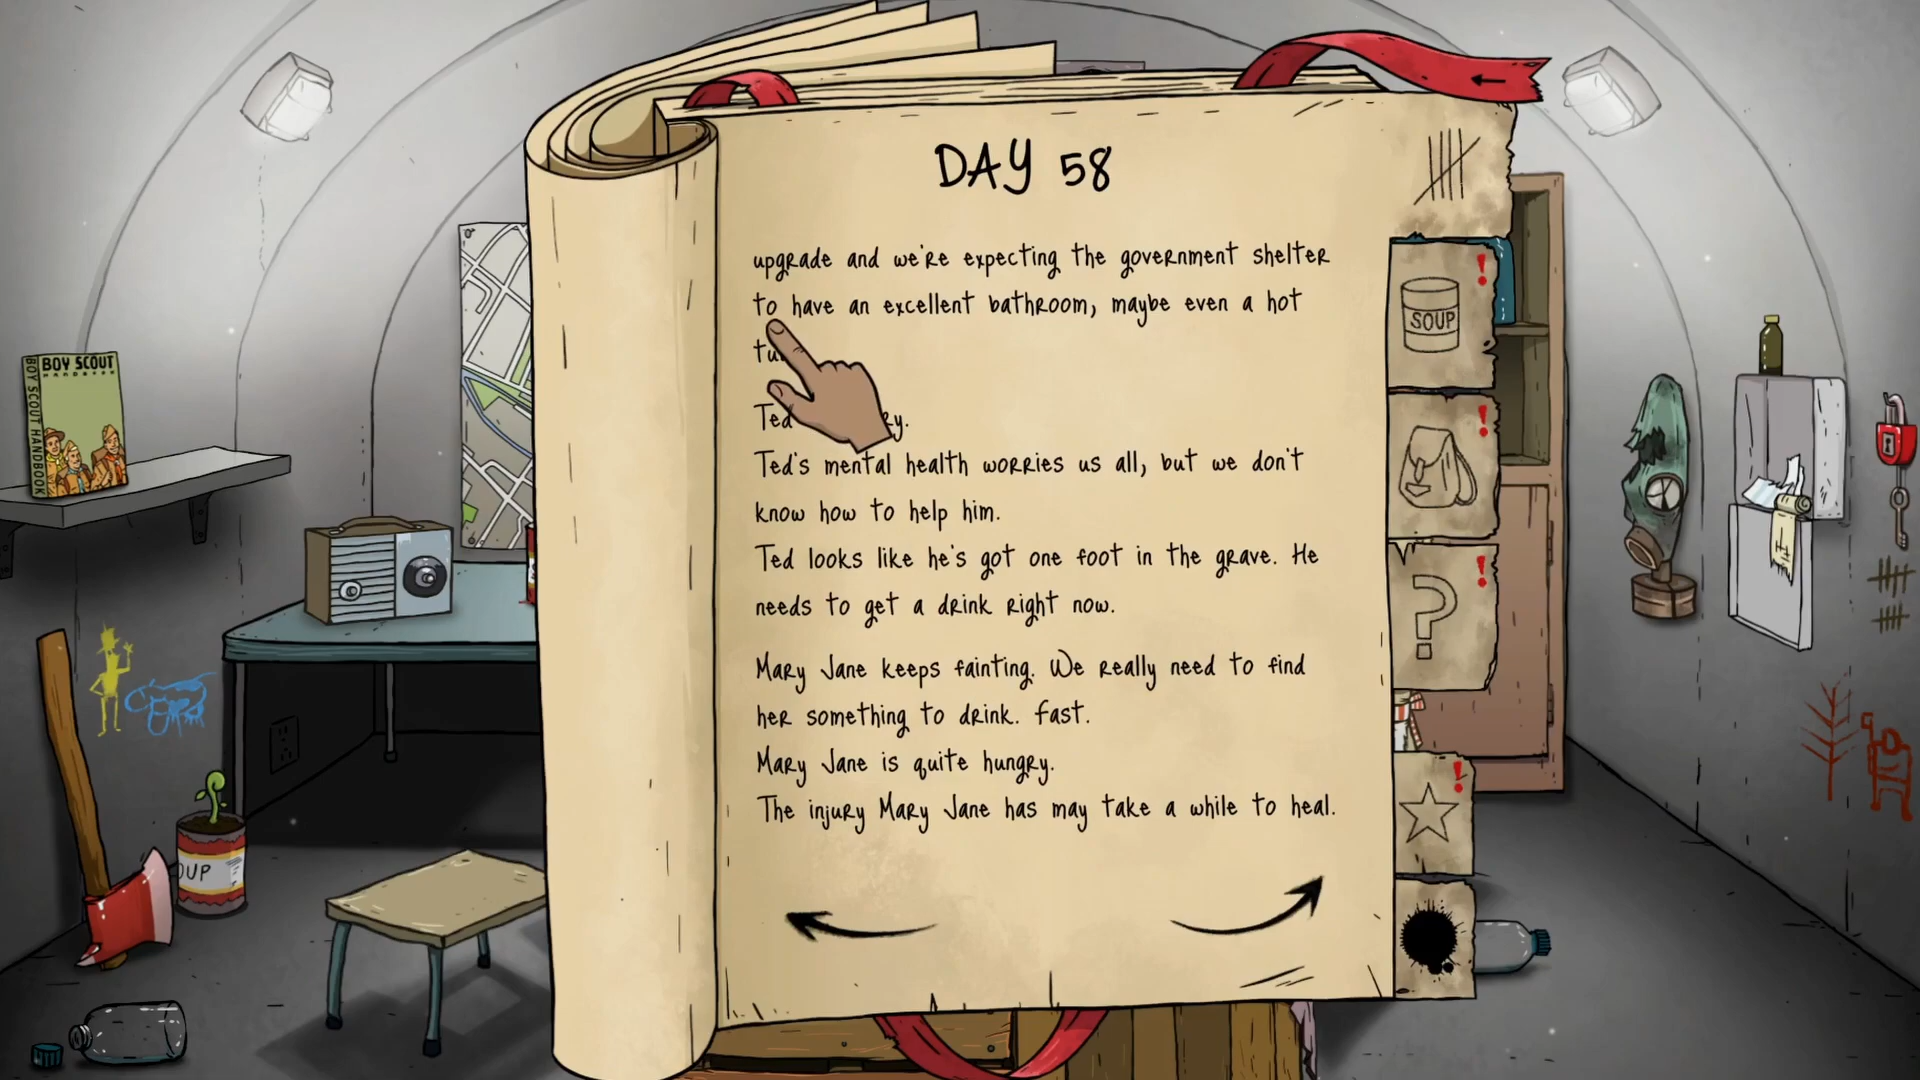 DAY 58
upgrade and we're expecting the government shelter
to have an excellent bathroom, maybe even a hot
Ted
Ted's mental health worries us all, but we don't
know how to help him.
Ted looks like he's got one foot in the grave. He
needs to get a drink right now.
Mary Jane keeps fainting. We really need to find
her something to drink. Fast.
Mary Jane is quite hungry.
The injury Mary Jane has may take a while to heal.
SOUP
BOY SCOUT
HANDBOOK
BOY SCOUT HANDBOOK
OUP